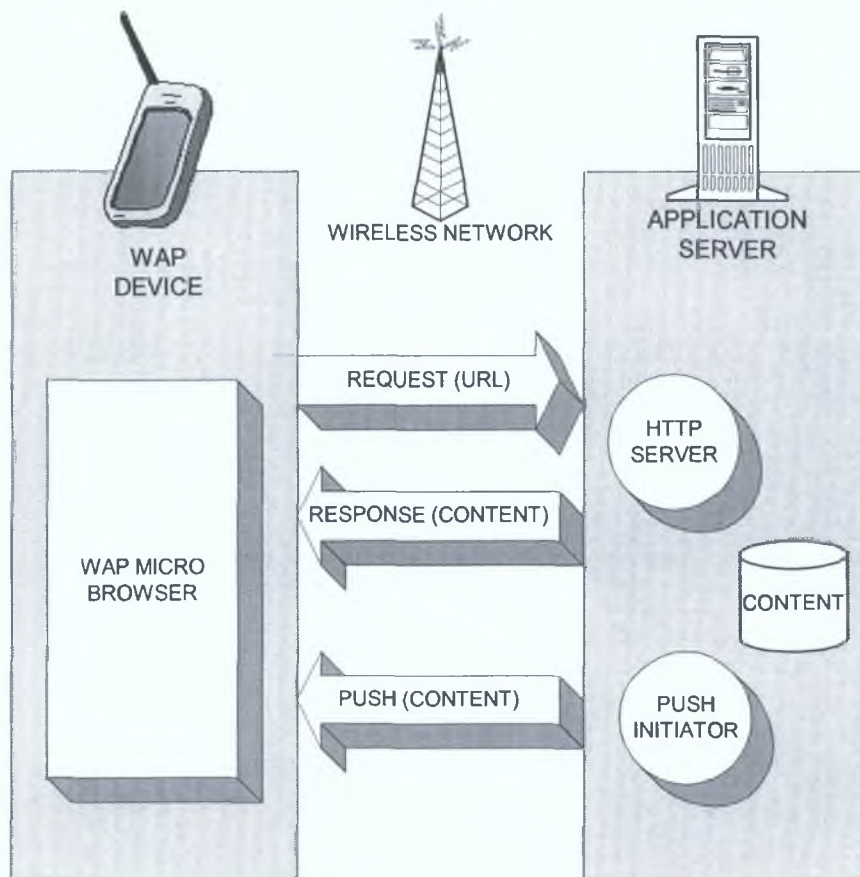 WAP
DEVICE
WIRELESS NETWORK
APPLICATION
SERVER
REQUEST (URL)
HTTP
SERVER
RESPONSE (CONTENT)
WAP MICRO
BROWSER
CONTENT
PUSH (CONTENT)
PUSH
INITIATOR